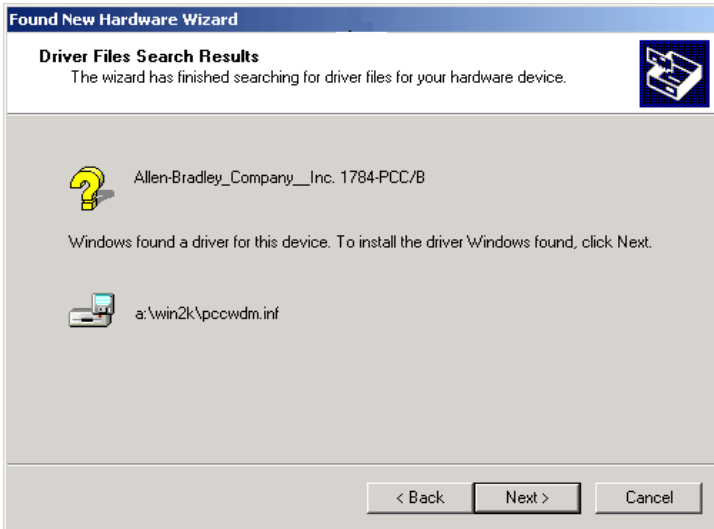 Found New Hardware Wizard
Driver Files Search Results
The wizard has finished searching for driver files for your hardware device.
Allen-Bradley_Company__Inc. 1784-PCC/B
Windows found a driver for this device. To install the driver Windows found, click Next.
a:\win2k\pccwdm.inf
< Back Next > Cancel